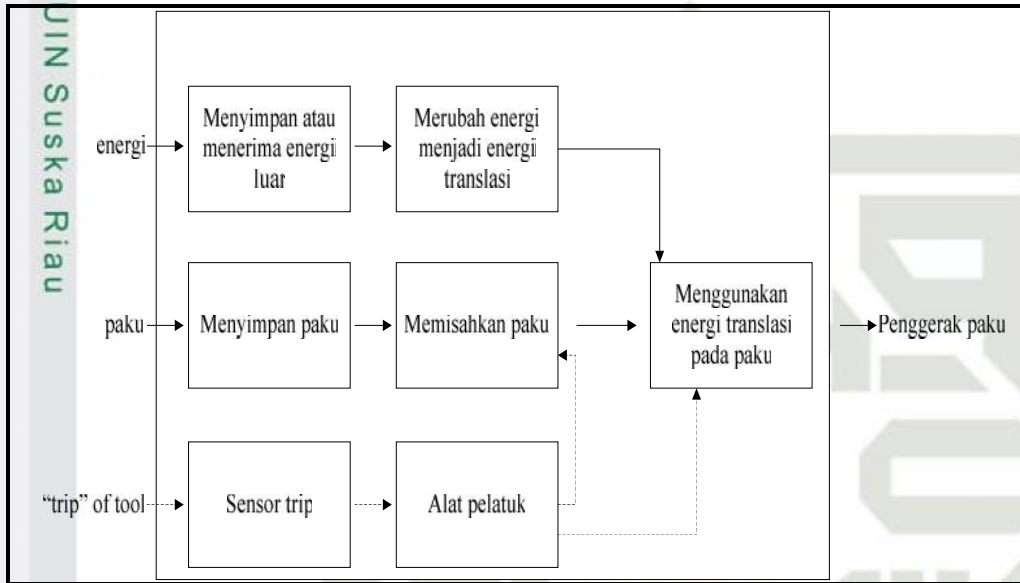 UIN Suska Riau
energi
Menyimpan atau
menerima energi
luar
Merubah energi
menjadi energi
translasi
paku
Menyimpan paku
Memisahkan paku
Menggunakan
energi translasi
pada paku
Penggerak paku
“trip” of tool
Sensor trip
Alat pelatuk